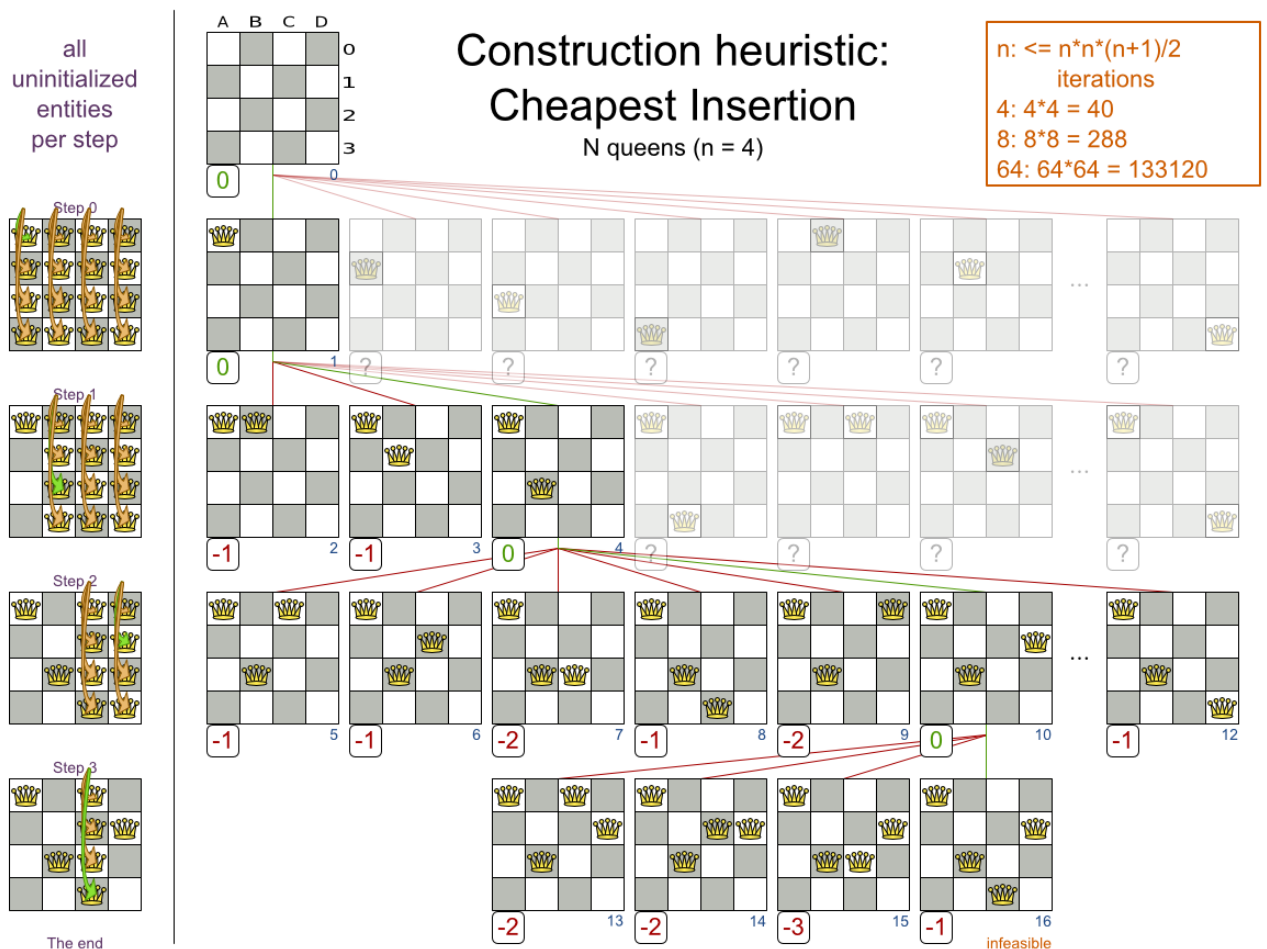 all
uninitialized
entities
per step
A B C D
0
1
2
3
Construction heuristic:
Cheapest Insertion
N queens (n = 4)
n: <= n*n*(n+1)/2
iterations
4: 4*4 = 40
8: 8*8 = 288
64: 64*64 = 133120
0 0
Step 0
...
0 1 ? ? ? ? ? ?
Step 1
...
-1 2 -1 3 0 4 ? ? ? ?
Step 2
...
-1 5 -1 6 -2 7 -1 8 -2 9 0 10 -1 12
Step 3
-2 13 -2 14 -3 15 -1 16
The end
infeasible